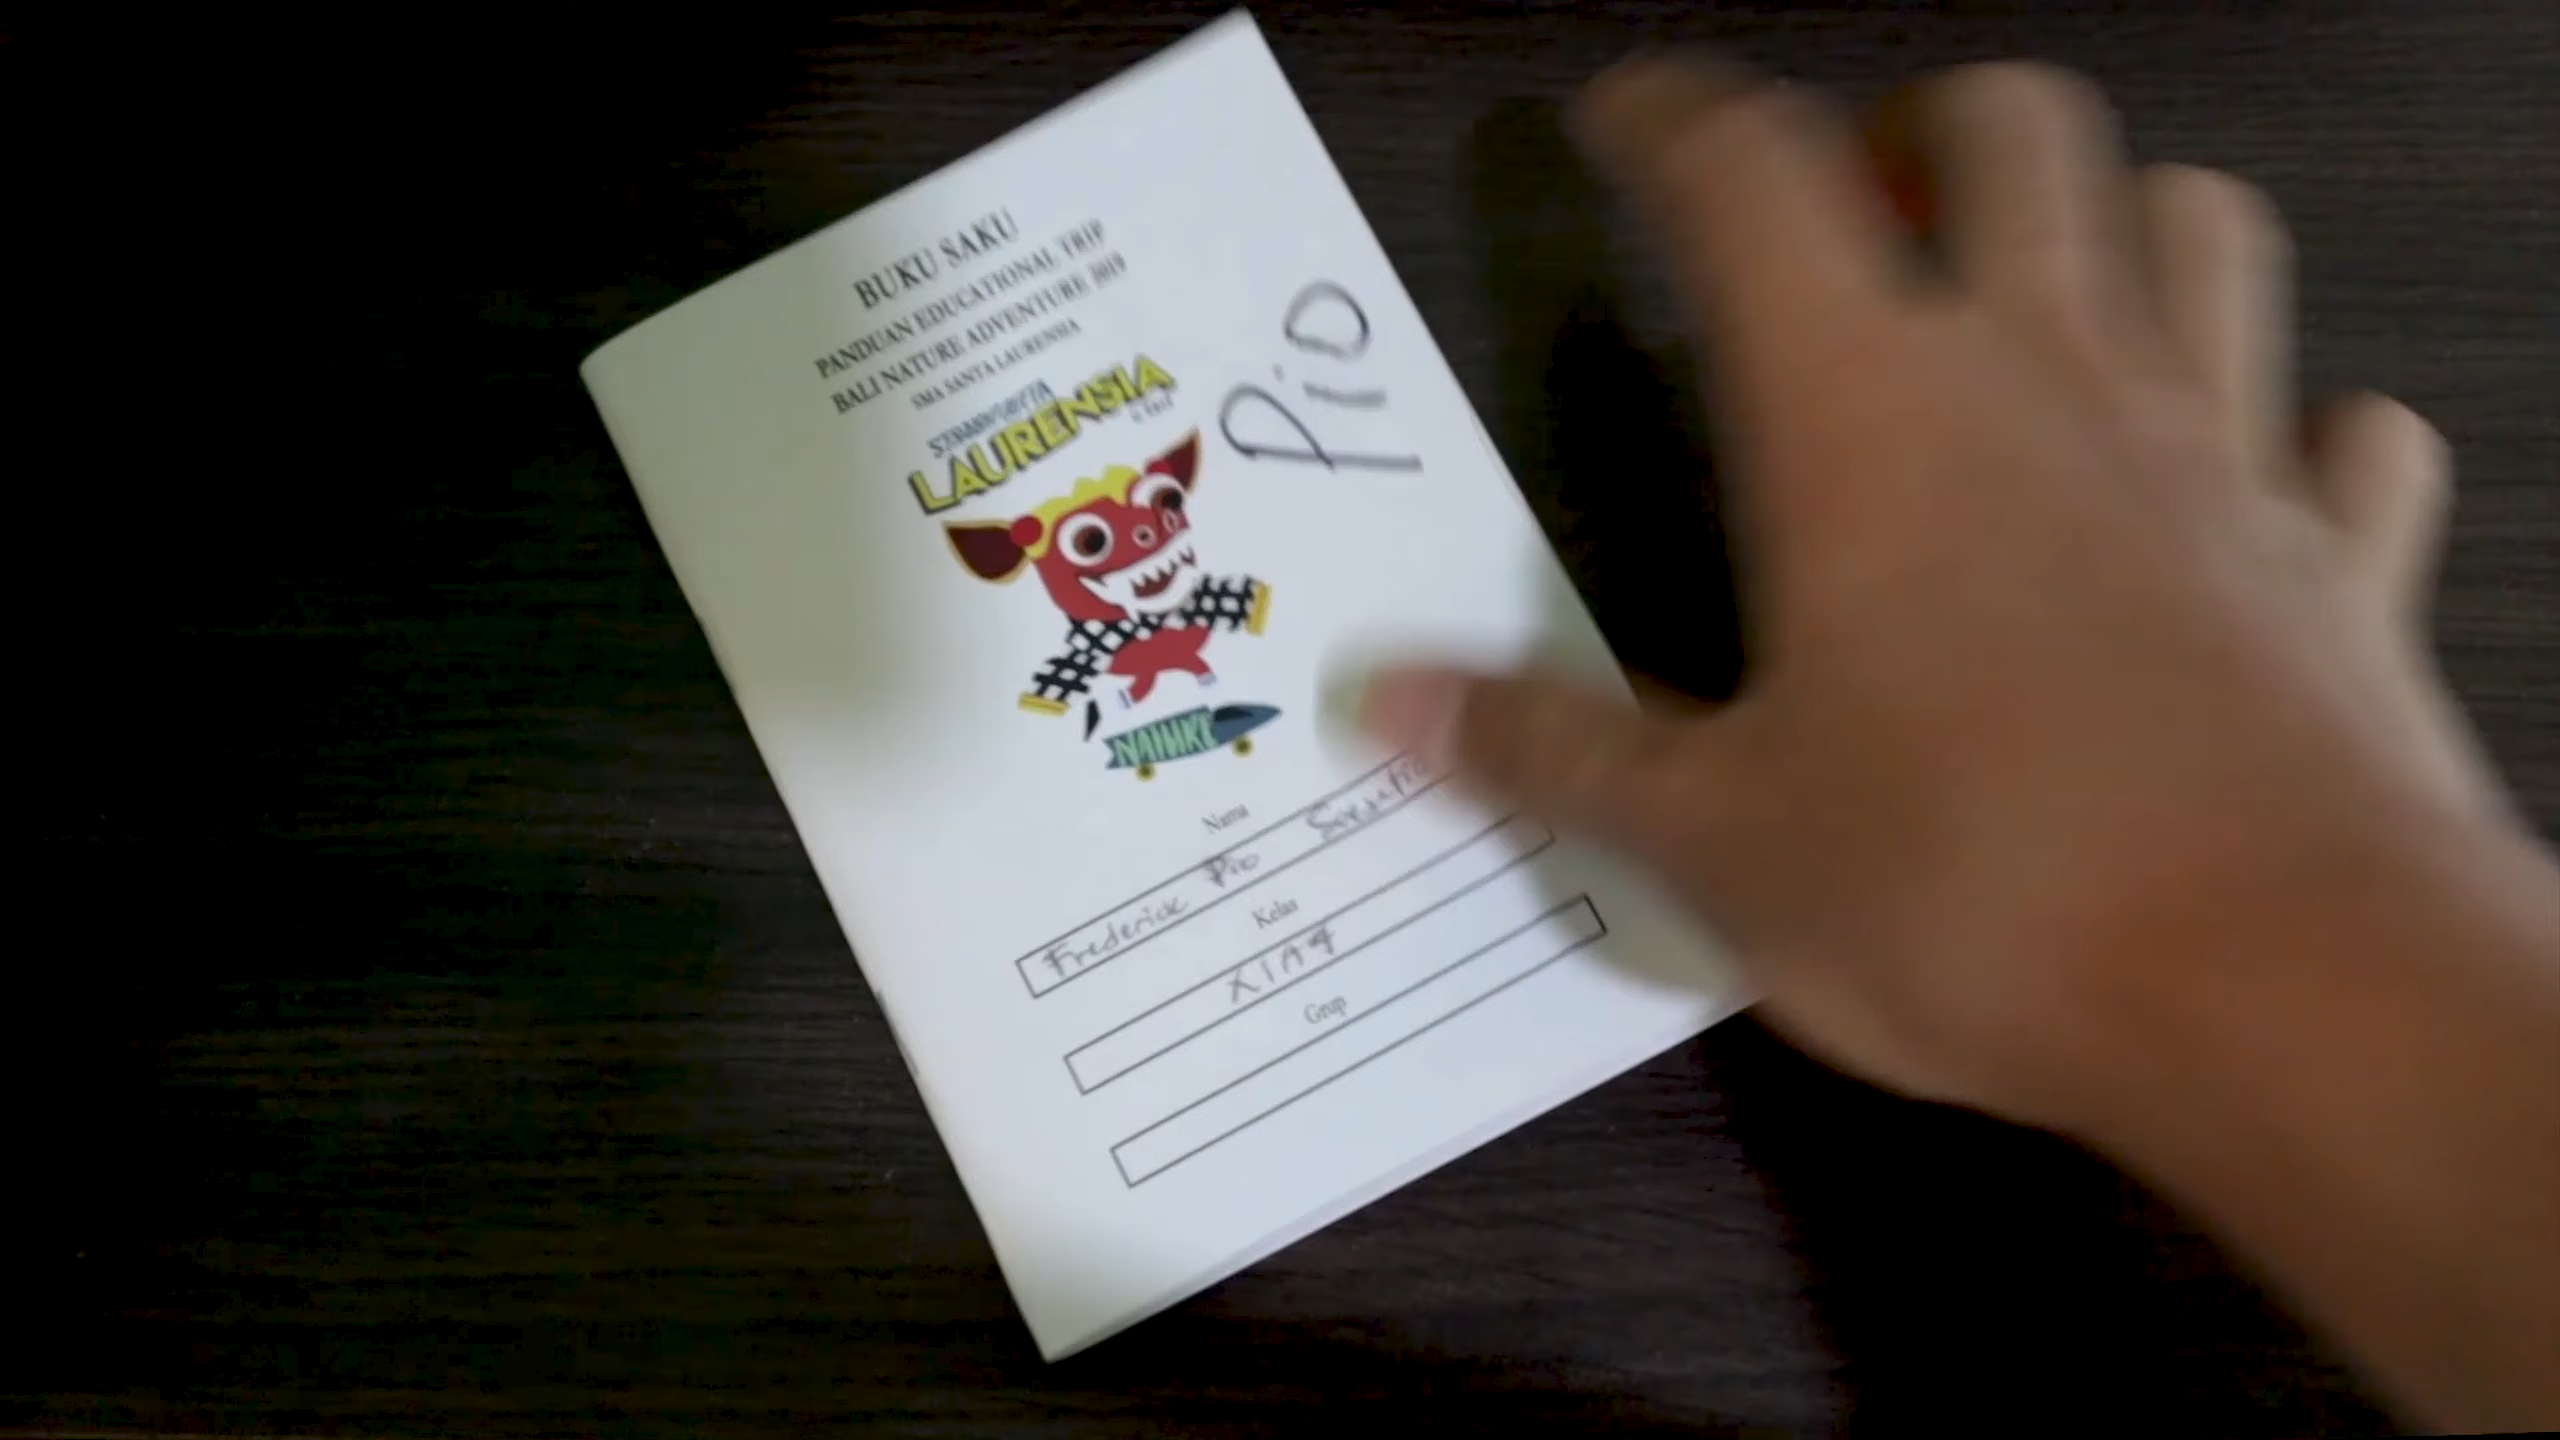 BUKU SAKU
PANDUAN EDUCATIONAL TRIP
BALI NATURE ADVENTURE 2019
SMA SANTA LAURENSIA
LAURENSIA
Pio
Nama
Frederick Pio
Kelas
XIA4
Grup